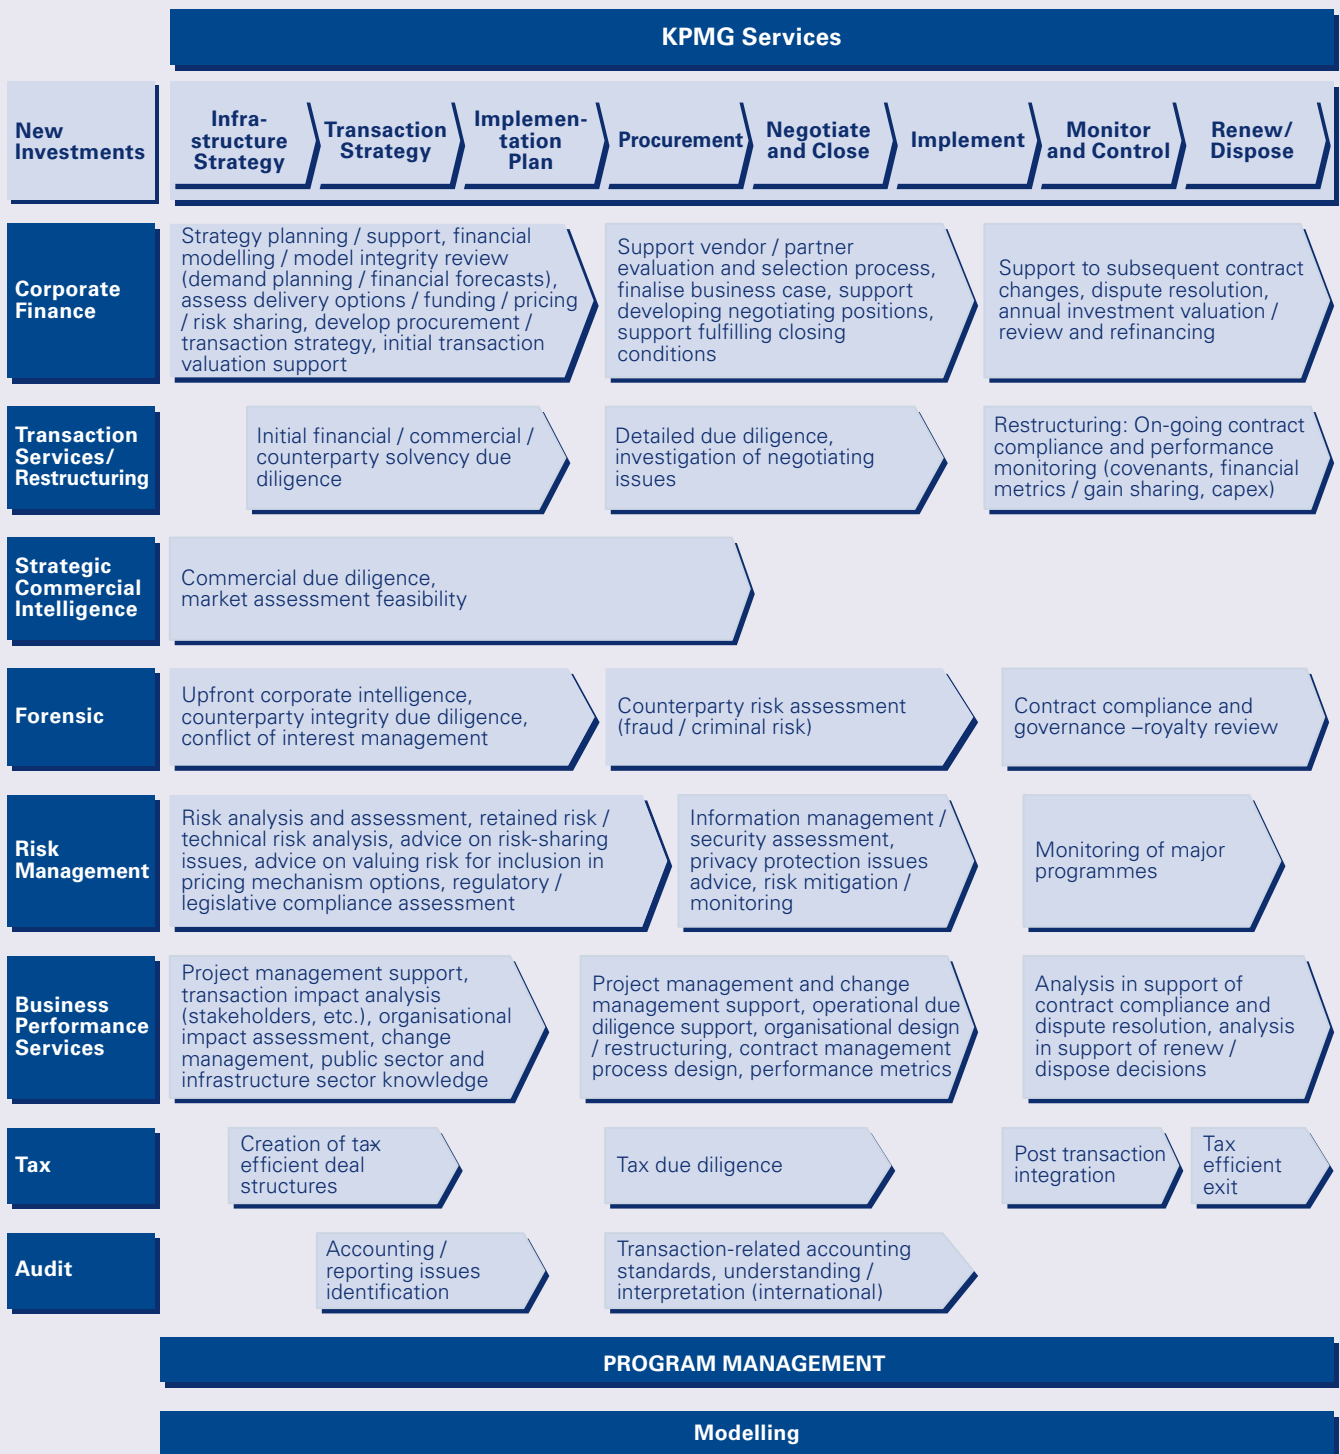 KPMG Services
New
Investments
Infra-
structure
Strategy
Transaction
Strategy
Implemen-
tation
Plan
Procurement
Negotiate
and Close
Implement
Monitor
and Control
Renew/
Dispose
Corporate
Finance
Strategy planning / support, financial
modelling / model integrity review
(demand planning / financial forecasts),
assess delivery options / funding / pricing
/ risk sharing, develop procurement /
transaction strategy, initial transaction
valuation support
Support vendor / partner
evaluation and selection process,
finalise business case, support
developing negotiating positions,
support fulfilling closing
conditions
Support to subsequent contract
changes, dispute resolution,
annual investment valuation /
review and refinancing
Transaction
Services/
Restructuring
Initial financial / commercial /
counterparty solvency due
diligence
Detailed due diligence,
investigation of negotiating
issues
Restructuring: On-going contract
compliance and performance
monitoring (covenants, financial
metrics / gain sharing, capex)
Strategic
Commercial
Intelligence
Commercial due diligence,
market assessment feasibility
Forensic
Upfront corporate intelligence,
counterparty integrity due diligence,
conflict of interest management
Counterparty risk assessment
(fraud / criminal risk)
Contract compliance and
governance –royalty review
Risk
Management
Risk analysis and assessment, retained risk /
technical risk analysis, advice on risk-sharing
issues, advice on valuing risk for inclusion in
pricing mechanism options, regulatory /
legislative compliance assessment
Information management /
security assessment,
privacy protection issues
advice, risk mitigation /
monitoring
Monitoring of major
programmes
Business
Performance
Services
Project management support,
transaction impact analysis
(stakeholders, etc.), organisational
impact assessment, change
management, public sector and
infrastructure sector knowledge
Project management and change
management support, operational due
diligence support, organisational design
/ restructuring, contract management
process design, performance metrics
Analysis in support of
contract compliance and
dispute resolution, analysis
in support of renew /
dispose decisions
Tax
Creation of tax
efficient deal
structures
Tax due diligence
Post transaction
integration
Tax
efficient
exit
Audit
Accounting /
reporting issues
identification
Transaction-related accounting
standards, understanding /
interpretation (international)
PROGRAM MANAGEMENT
Modelling